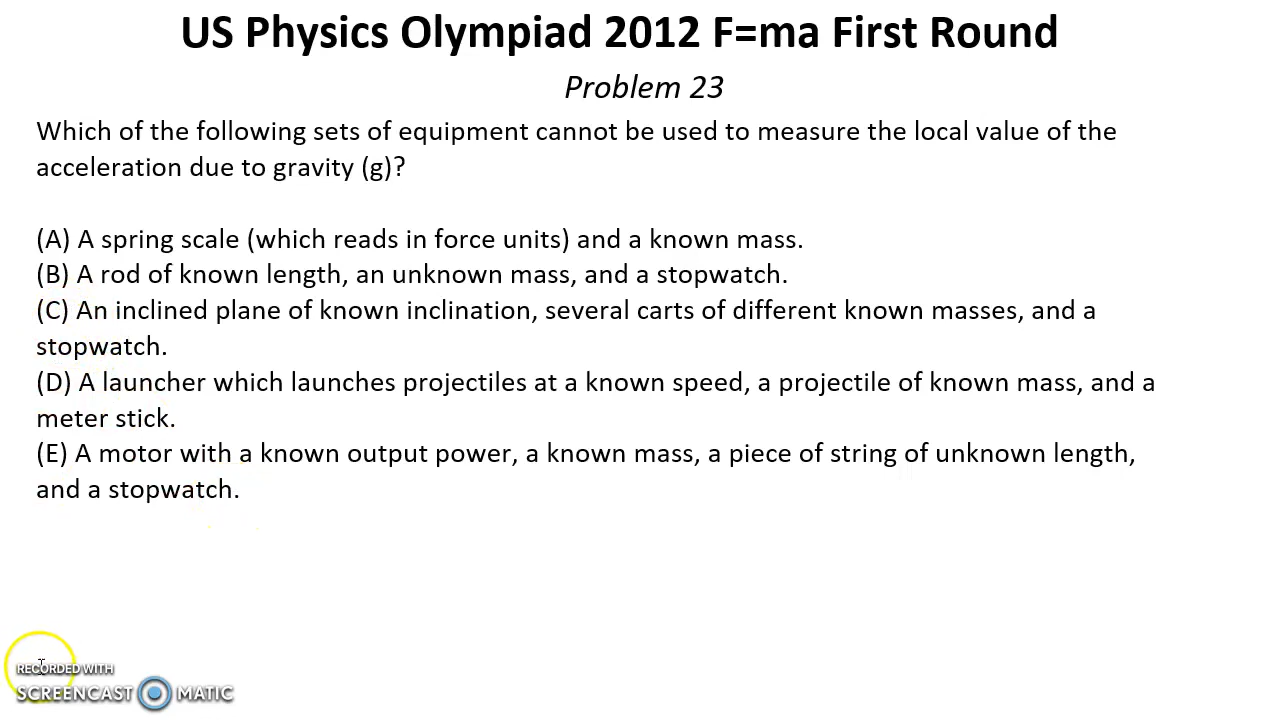 US Physics Olympiad 2012 F=ma First Round
Problem 23
Which of the following sets of equipment cannot be used to measure the local value of the
acceleration due to gravity (g)?
(A) A spring scale (which reads in force units) and a known mass.
(B) A rod of known length, an unknown mass, and a stopwatch.
(C) An inclined plane of known inclination, several carts of different known masses, and a
stopwatch.
(D) A launcher which launches projectiles at a known speed, a projectile of known mass, and a
meter stick.
(E) A motor with a known output power, a known mass, a piece of string of unknown length,
and a stopwatch.
RECORDED WITH
SCREENCAST MATIC